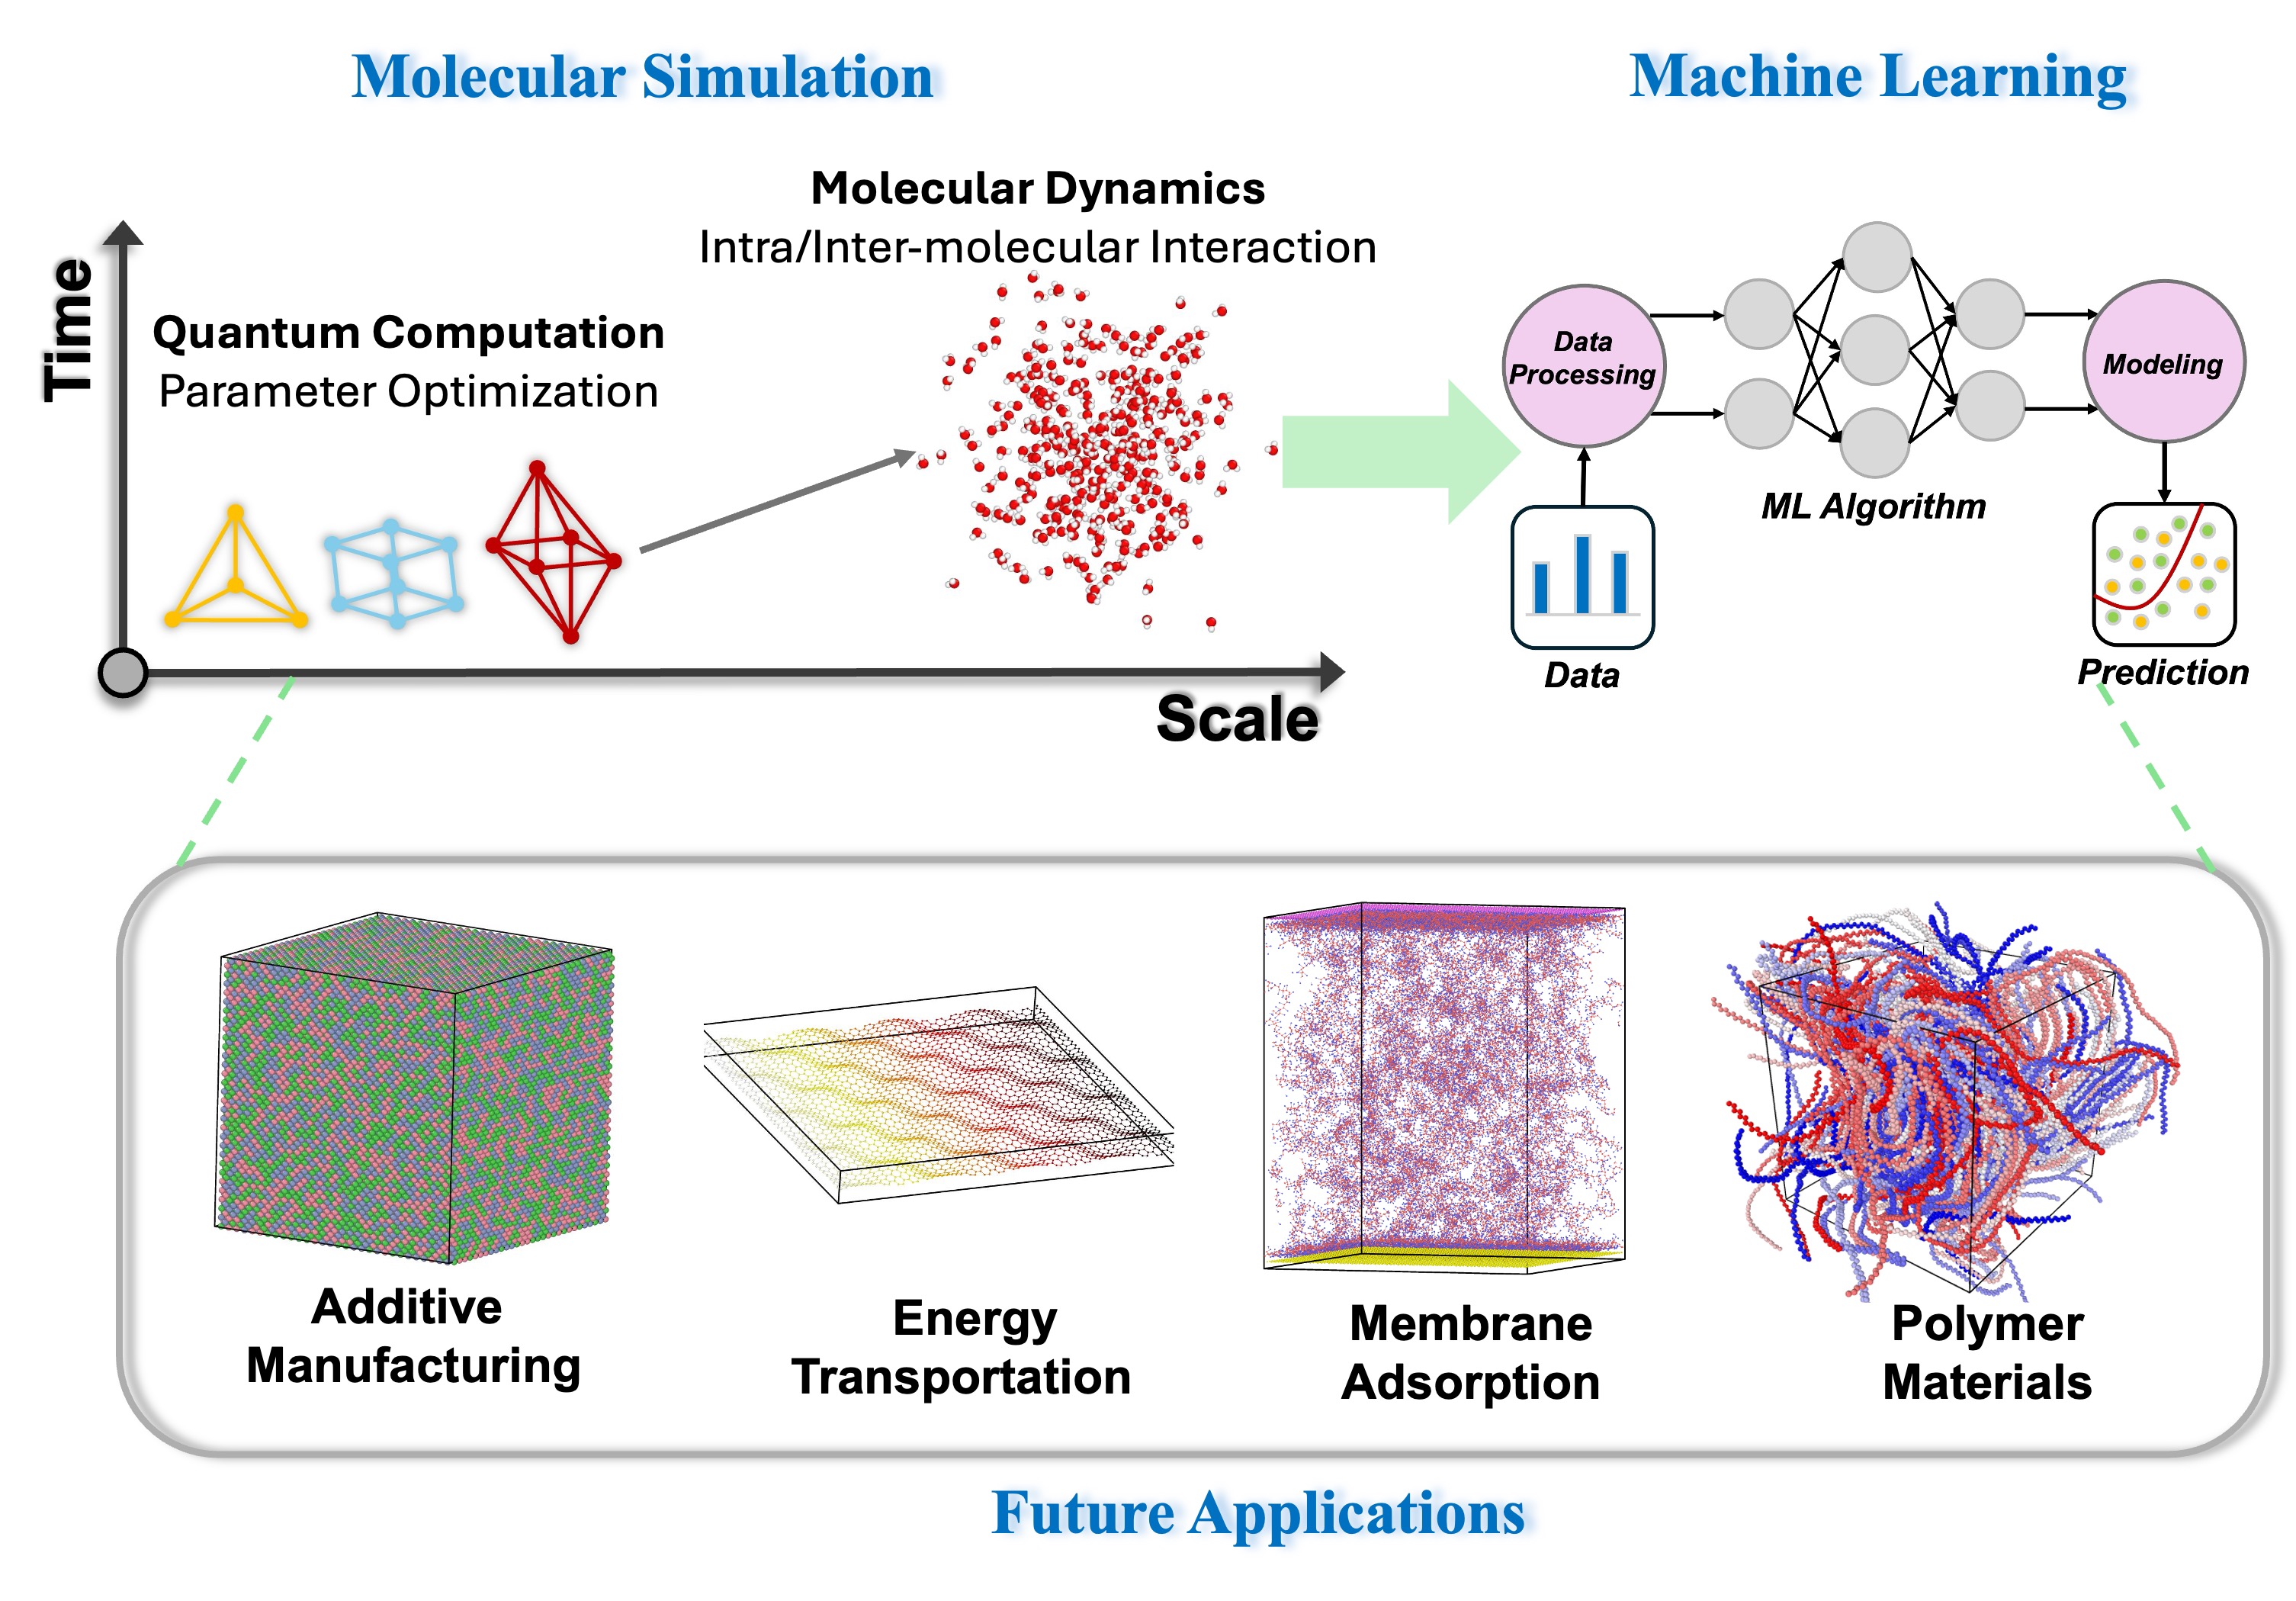 Molecular Simulation
Machine Learning
Molecular Dynamics
Intra/Inter-molecular Interaction
Time
Quantum Computation
Parameter Optimization
Data
Processing
Modeling
ML Algorithm
Data
Prediction
Scale
Additive
Manufacturing
Energy
Transportation
Membrane
Adsorption
Polymer
Materials
Future Applications